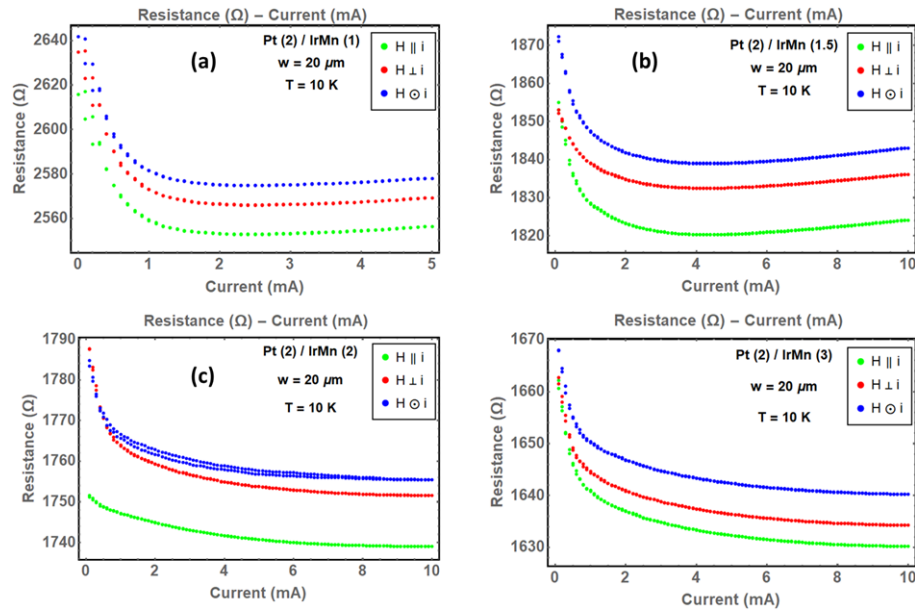 Resistance (Ω) – Current (mA)
2640
2620
2600
2580
2560
Resistance (Ω)
(a)
Pt (2) / IrMn (1)
w = 20 μm
T = 10 K
H || i
H ⊥ i
H ⊙ i
0 1 2 3 4 5
Current (mA)
Resistance (Ω) – Current (mA)
1870
1860
1850
1840
1830
1820
Resistance (Ω)
(b)
Pt (2) / IrMn (1.5)
w = 20 μm
T = 10 K
H || i
H ⊥ i
H ⊙ i
0 2 4 6 8 10
Current (mA)
Resistance (Ω) – Current (mA)
1790
1780
1770
1760
1750
1740
Resistance (Ω)
(c)
Pt (2) / IrMn (2)
w = 20 μm
T = 10 K
H || i
H ⊥ i
H ⊙ i
0 2 4 6 8 10
Current (mA)
Resistance (Ω) – Current (mA)
1670
1660
1650
1640
1630
Resistance (Ω)
Pt (2) / IrMn (3)
w = 20 μm
T = 10 K
H || i
H ⊥ i
H ⊙ i
0 2 4 6 8 10
Current (mA)